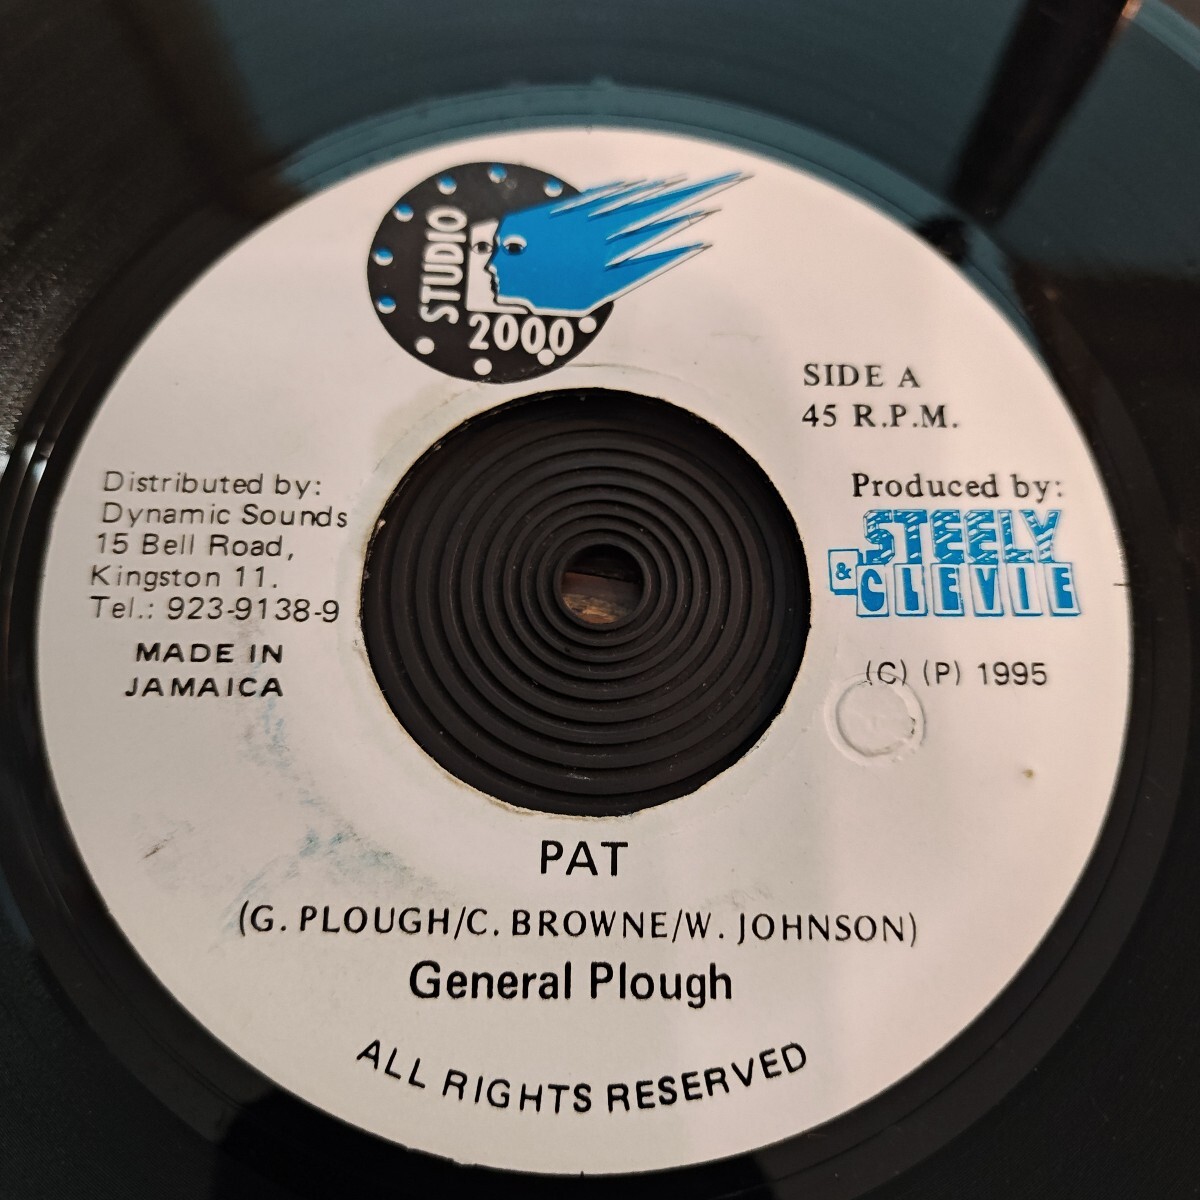 STUDIO
2000
SIDE A
45 R.P.M.
Distributed by:
Dynamic Sounds
15 Bell Road,
Kingston 11.
Tel.: 923-9138-9
MADE IN
JAMAICA
Produced by:
STEELY
& CLEVIE
(C) (P) 1995
PAT
(G. PLOUGH/C. BROWNE/W. JOHNSON)
General Plough
ALL RIGHTS RESERVED